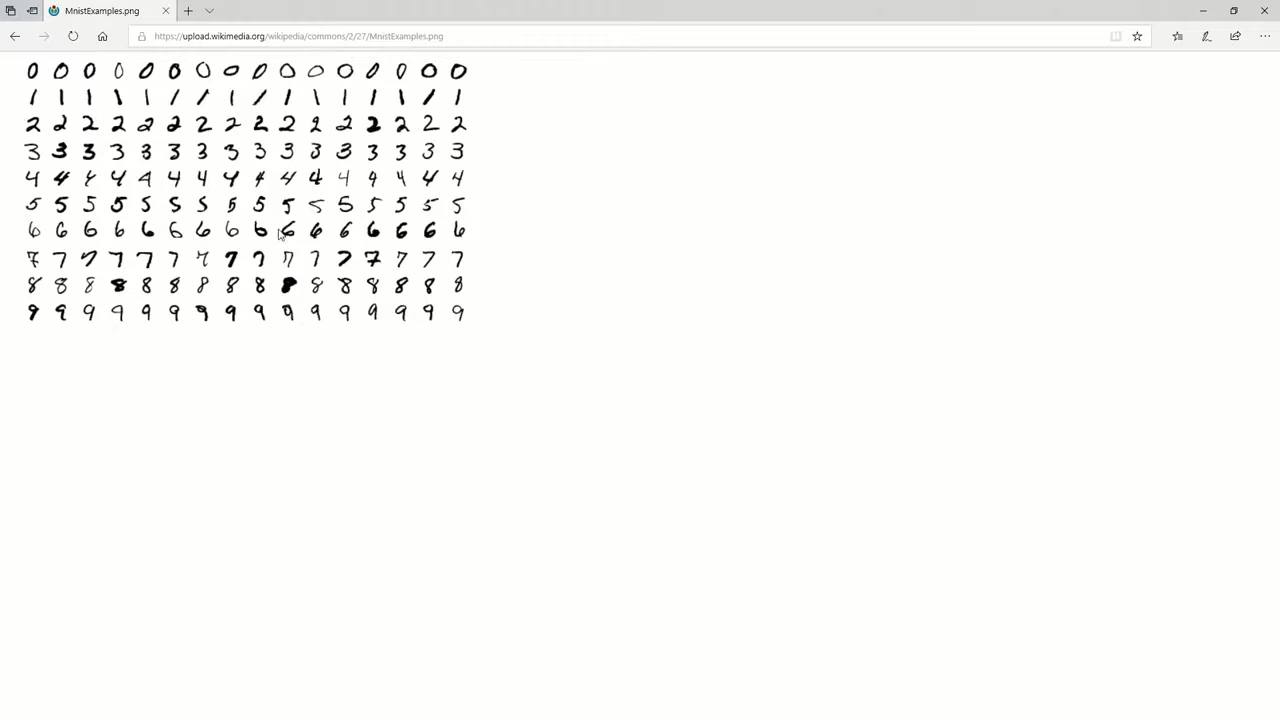 MnistExamples.png
https://upload.wikimedia.org/wikipedia/commons/2/27/MnistExamples.png
0 0 0 0 0 0 0 0 0 0 0 0 0 0 0 0
1 1 1 1 1 1 1 1 1 1 1 1 1 1 1 1
2 2 2 2 2 2 2 2 2 2 2 2 2 2 2 2
3 3 3 3 3 3 3 3 3 3 3 3 3 3 3 3
4 4 4 4 4 4 4 4 4 4 4 4 4 4 4 4
5 5 5 5 5 5 5 5 5 5 5 5 5 5 5 5
6 6 6 6 6 6 6 6 6 6 6 6 6 6 6 6
7 7 7 7 7 7 7 7 7 7 7 7 7 7 7 7
8 8 8 8 8 8 8 8 8 8 8 8 8 8 8 8
9 9 9 9 9 9 9 9 9 9 9 9 9 9 9 9